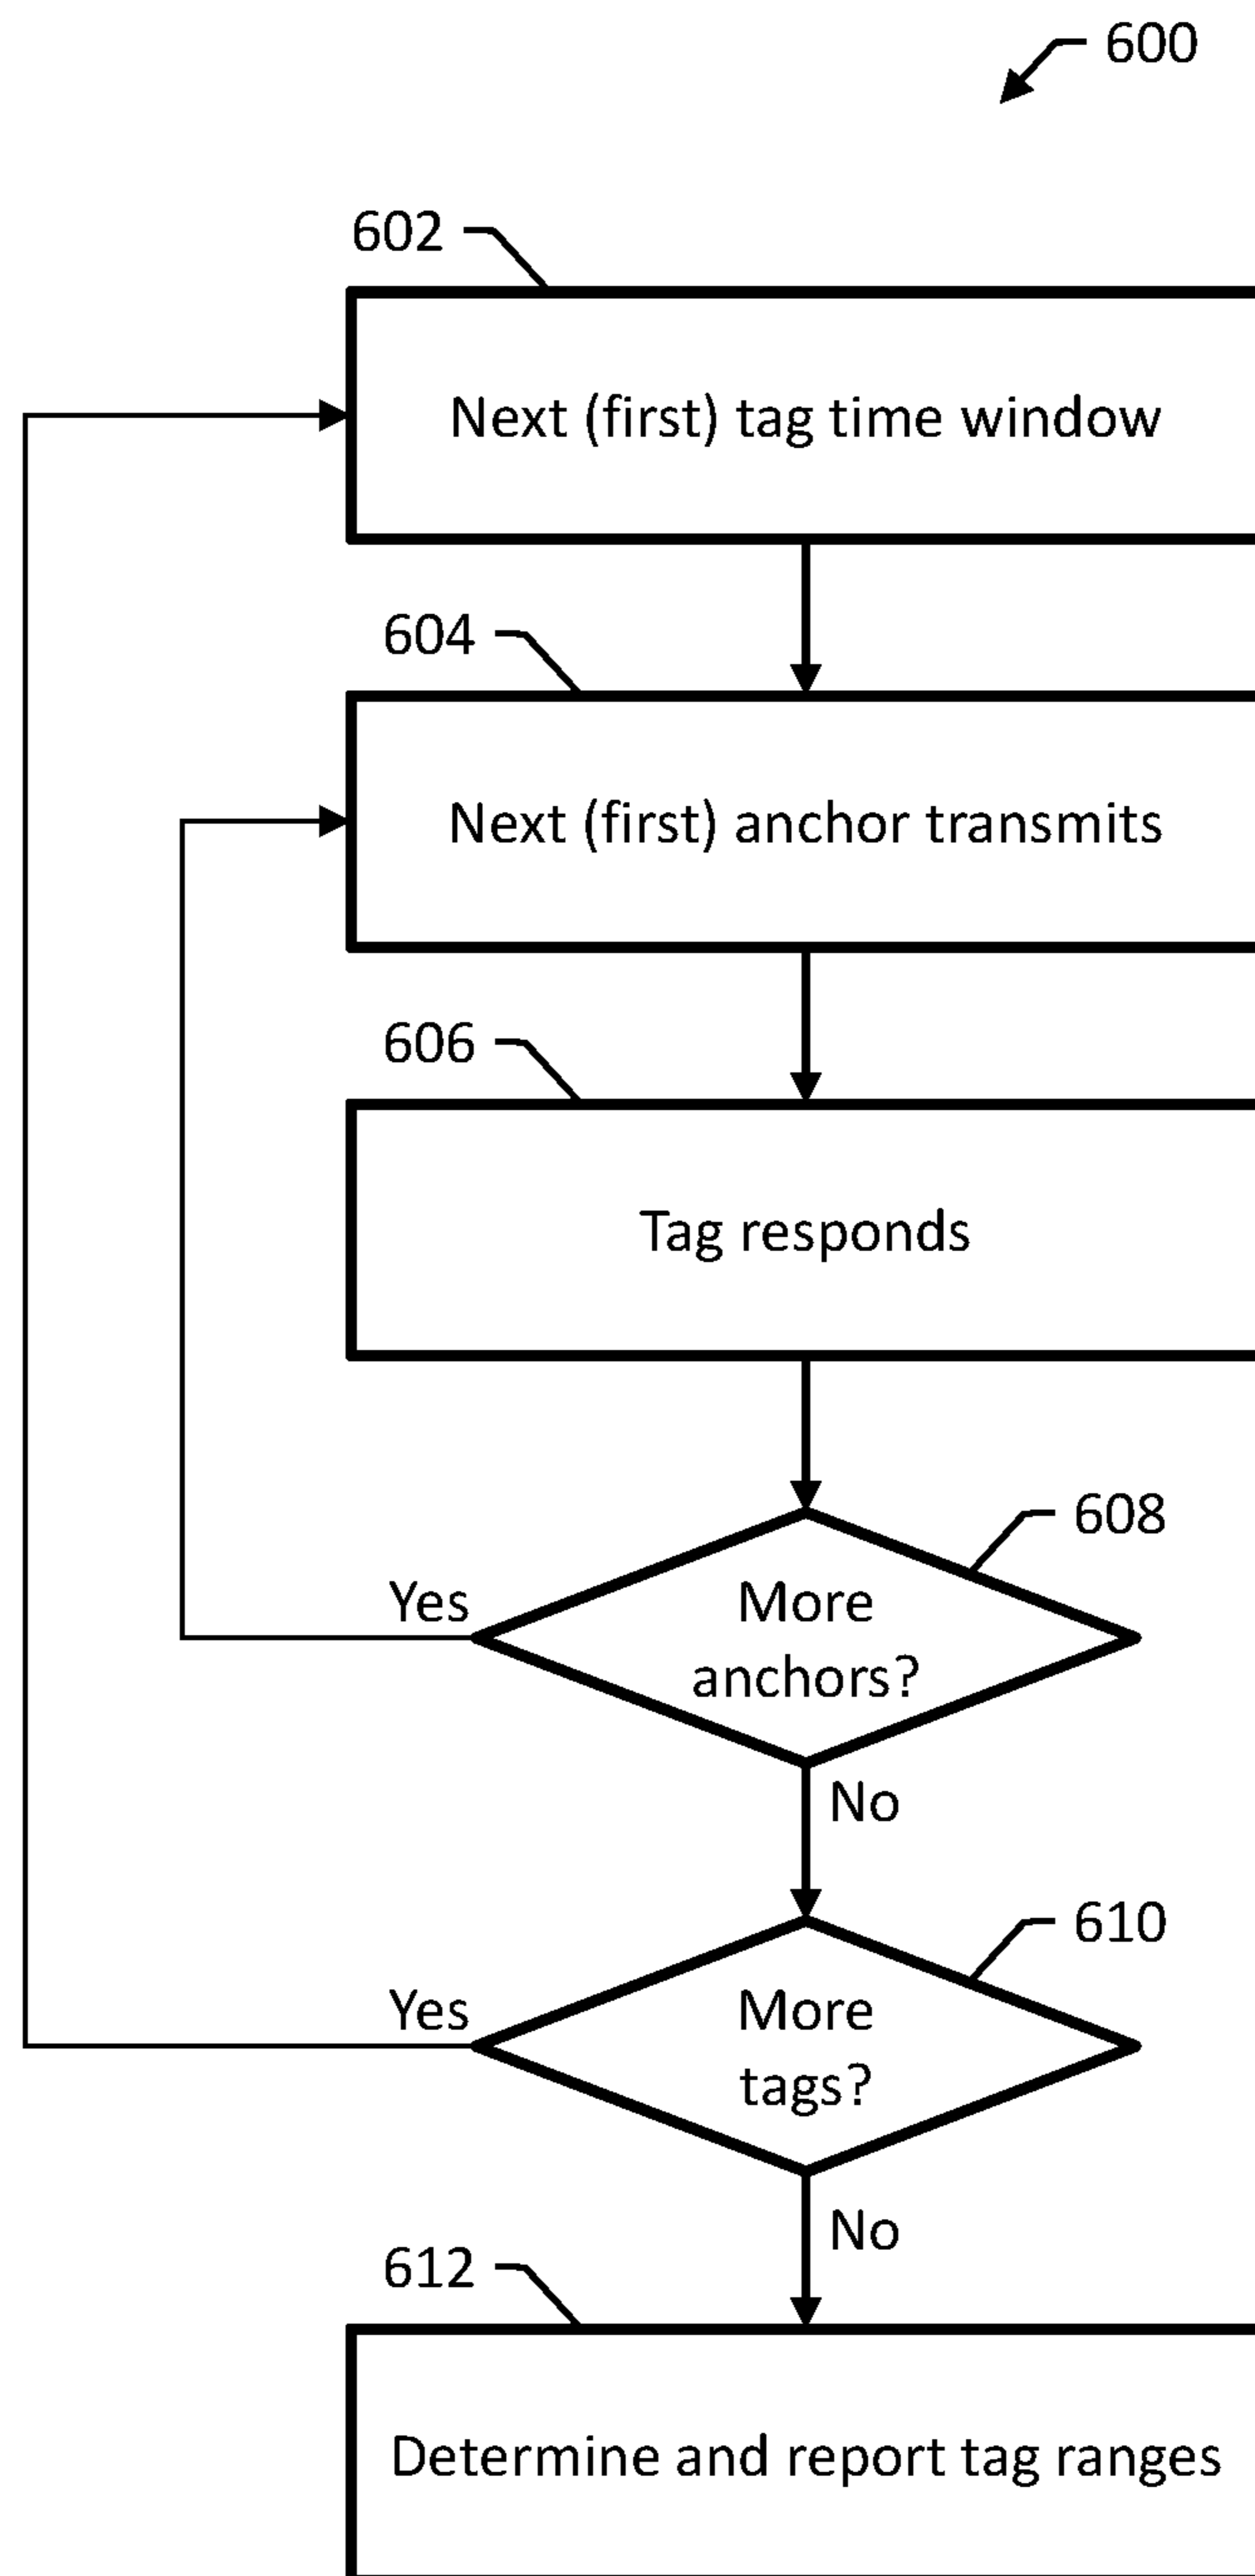 600
602
Next (first) tag time window
604
Next (first) anchor transmits
606
Tag responds
608
Yes
More
anchors?
No
610
Yes
More
tags?
No
612
Determine and report tag ranges